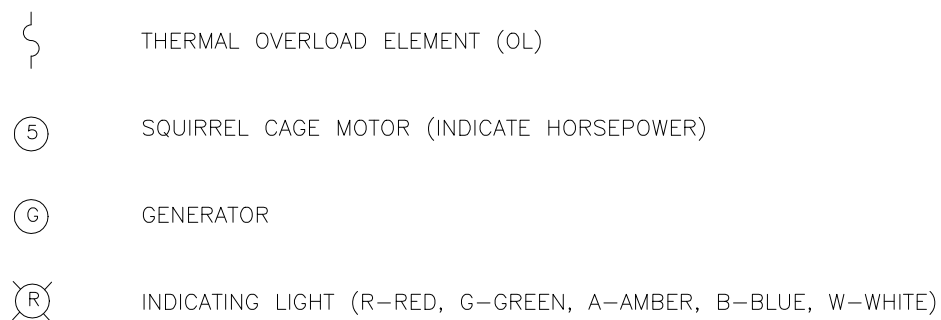 THERMAL OVERLOAD ELEMENT (OL)
5 SQUIRREL CAGE MOTOR (INDICATE HORSEPOWER)
G GENERATOR
R INDICATING LIGHT (R-RED, G-GREEN, A-AMBER, B-BLUE, W-WHITE)